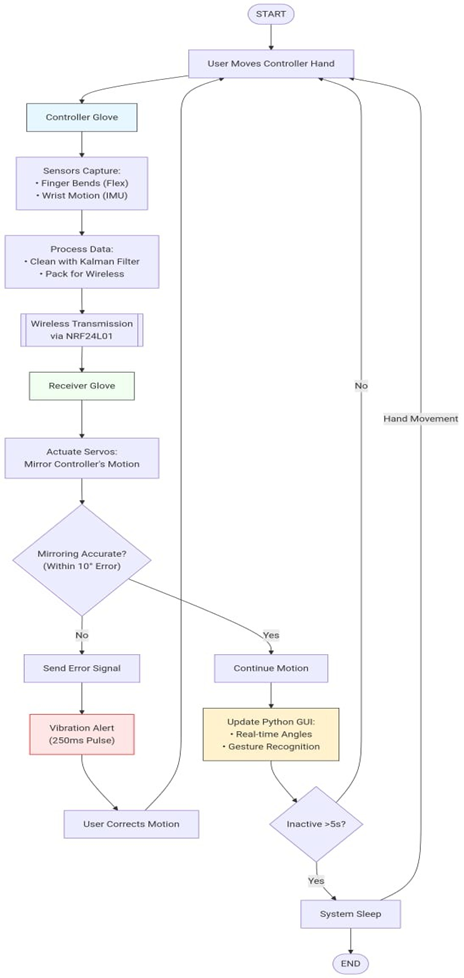 START
User Moves Controller Hand
Controller Glove
Sensors Capture:
• Finger Bends (Flex)
• Wrist Motion (IMU)
Process Data:
• Clean with Kalman Filter
• Pack for Wireless
Wireless Transmission
via NRF24L01
Receiver Glove
No
Hand Movement
Actuate Servos:
Mirror Controller's Motion
Mirroring Accurate?
(Within 10° Error)
No
Yes
Send Error Signal
Continue Motion
Vibration Alert
(250ms Pulse)
Update Python GUI:
• Real-time Angles
• Gesture Recognition
User Corrects Motion
Inactive >5s?
Yes
System Sleep
END